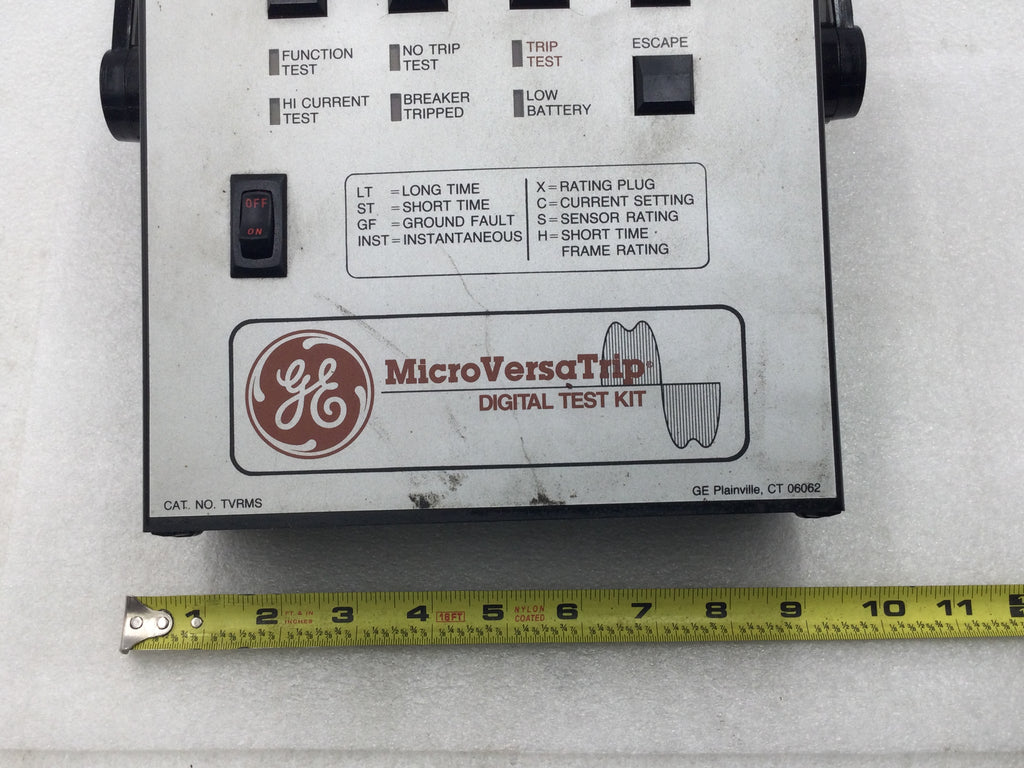 FUNCTION TEST
NO TRIP TEST
TRIP TEST
ESCAPE
HI CURRENT TEST
BREAKER TRIPPED
LOW BATTERY
OFF
ON
LT = LONG TIME
ST = SHORT TIME
GF = GROUND FAULT
INST = INSTANTANEOUS
X = RATING PLUG
C = CURRENT SETTING
S = SENSOR RATING
H = SHORT TIME
FRAME RATING
GE
MicroVersaTrip®
DIGITAL TEST KIT
CAT. NO. TVRMS
GE Plainville, CT 06062
1 2 FT & IN INCHES 3 4 16FT 5 NYLON COATED 6 7 8 9 10 11